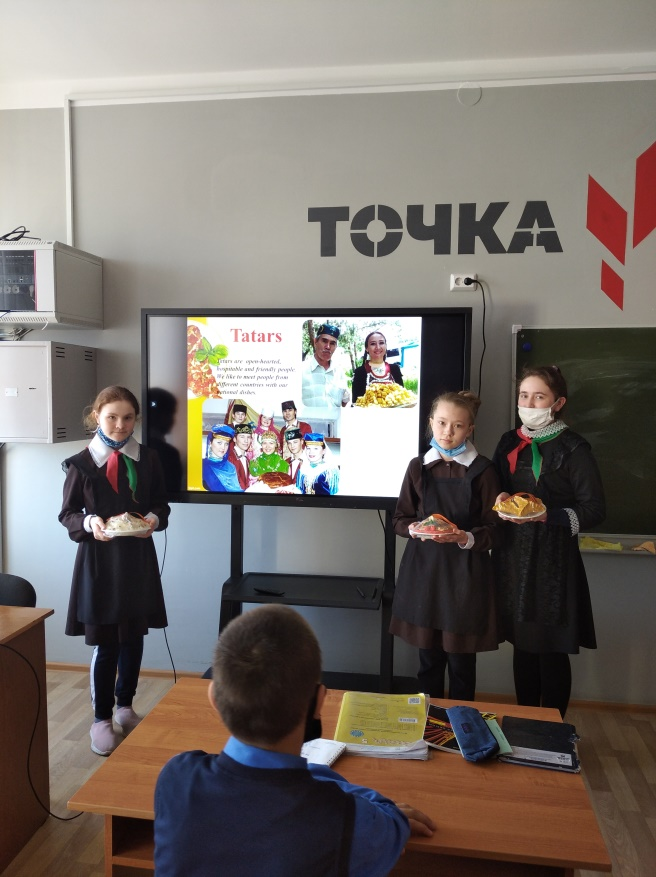 ТОЧКА
Tatars
Tatars are open-hearted,
hospitable and friendly people.
We like to meet people from
different countries with our
national dishes.